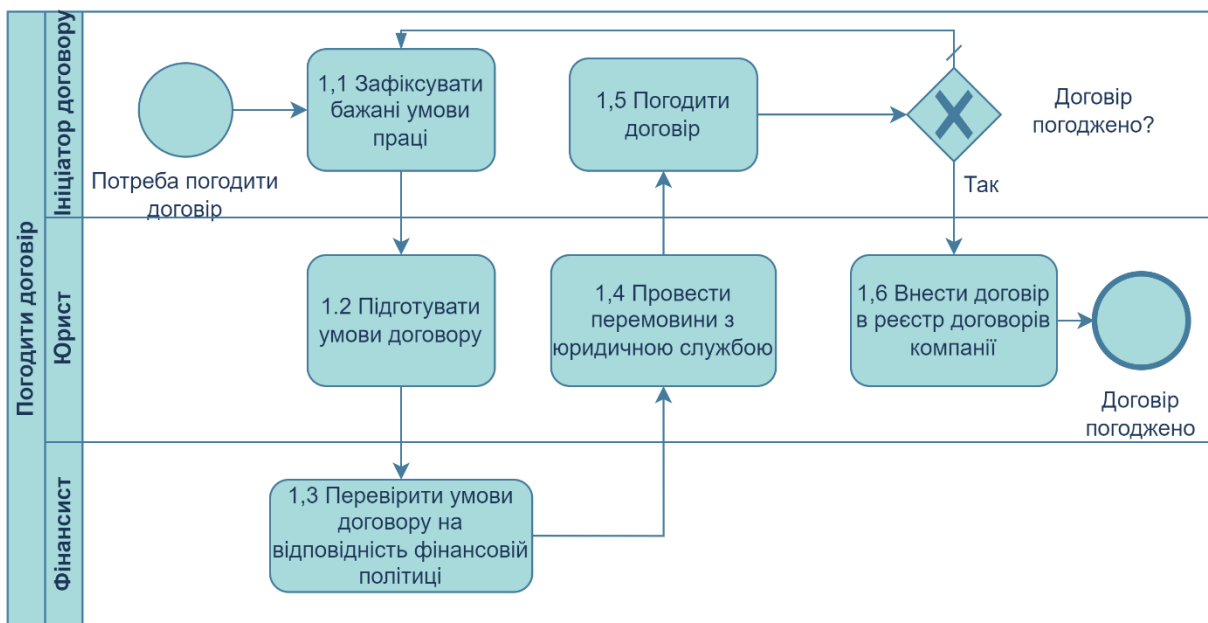 Погодити договір
Ініціатор договору
Потреба погодити
договір
1,1 Зафіксувати
бажані умови
праці
1,5 Погодити
договір
Договір
погоджено?
Так
Юрист
1.2 Підготувати
умови договору
1,4 Провести
перемовини з
юридичною службою
1,6 Внести договір
в реєстр договорів
компанії
Договір
погоджено
Фінансист
1,3 Перевірити умови
договору на
відповідність фінансовій
політиці